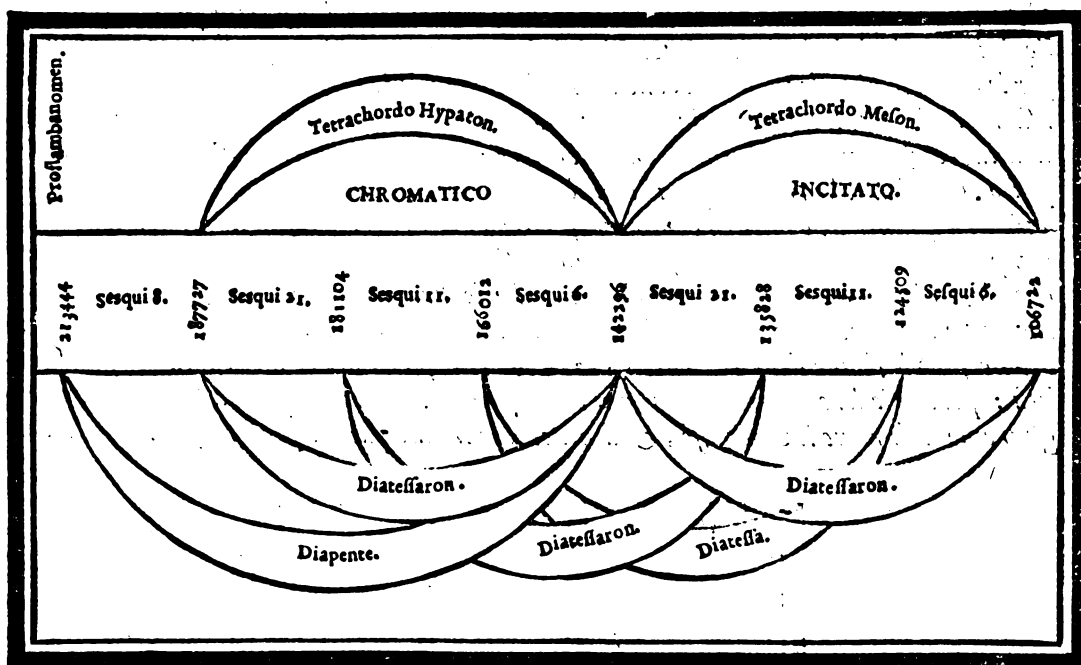 Proſlambanomen.
Tetrachordo Hypaton.
Tetrachordo Meſon.
CHROMATICO
INCITATO.
213444
Sesqui 8.
187727
Sesqui 21.
181104
Sesqui 11.
166012
Sesqui 6.
142296
Sesqui 21.
135828
Sesqui 11.
124509
Seſqui 6.
106722
Diateſſaron.
Diateſſaron.
Diapente.
Diateſſaron.
Diateſſa.